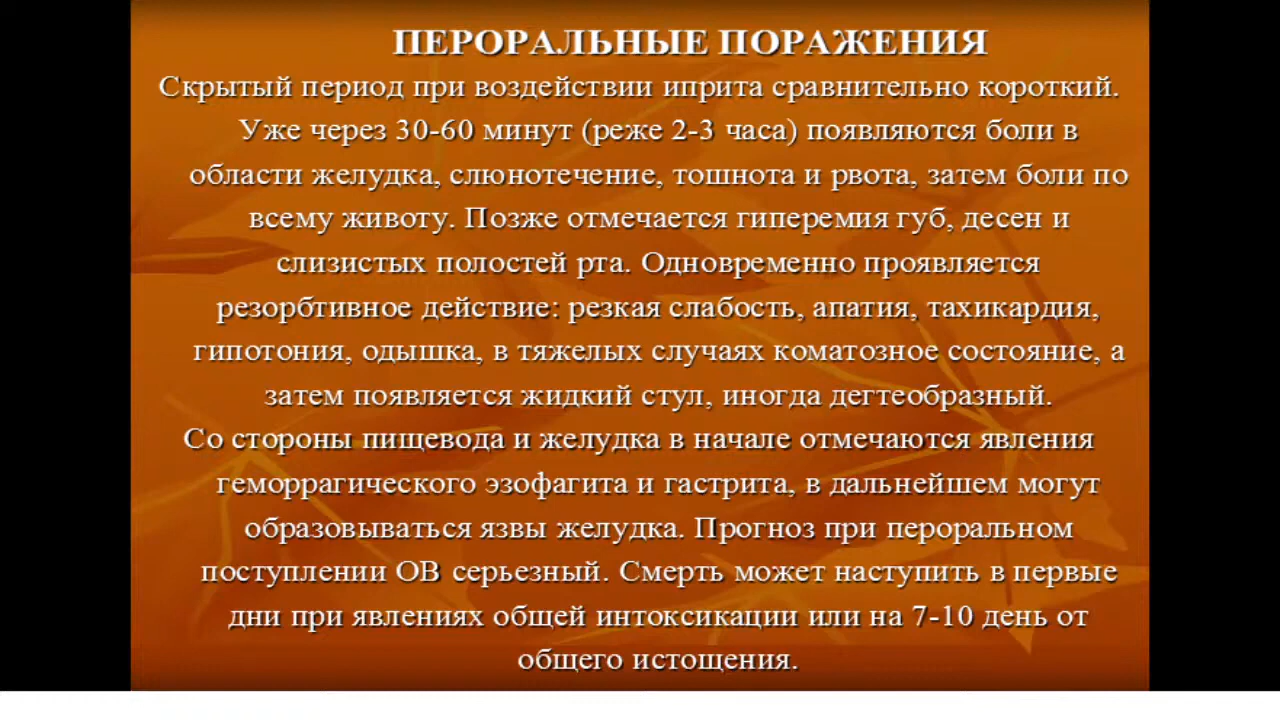 ПЕРОРАЛЬНЫЕ ПОРАЖЕНИЯ
Скрытый период при воздействии иприта сравнительно короткий.
Уже через 30-60 минут (реже 2-3 часа) появляются боли в
области желудка, слюнотечение, тошнота и рвота, затем боли по
всему животу. Позже отмечается гиперемия губ, десен и
слизистых полостей рта. Одновременно проявляется
резорбтивное действие: резкая слабость, апатия, тахикардия,
гипотония, одышка, в тяжелых случаях коматозное состояние, а
затем появляется жидкий стул, иногда дегтеобразный.
Со стороны пищевода и желудка в начале отмечаются явления
геморрагического эзофагита и гастрита, в дальнейшем могут
образовываться язвы желудка. Прогноз при пероральном
поступлении ОВ серьезный. Смерть может наступить в первые
дни при явлениях общей интоксикации или на 7-10 день от
общего истощения.